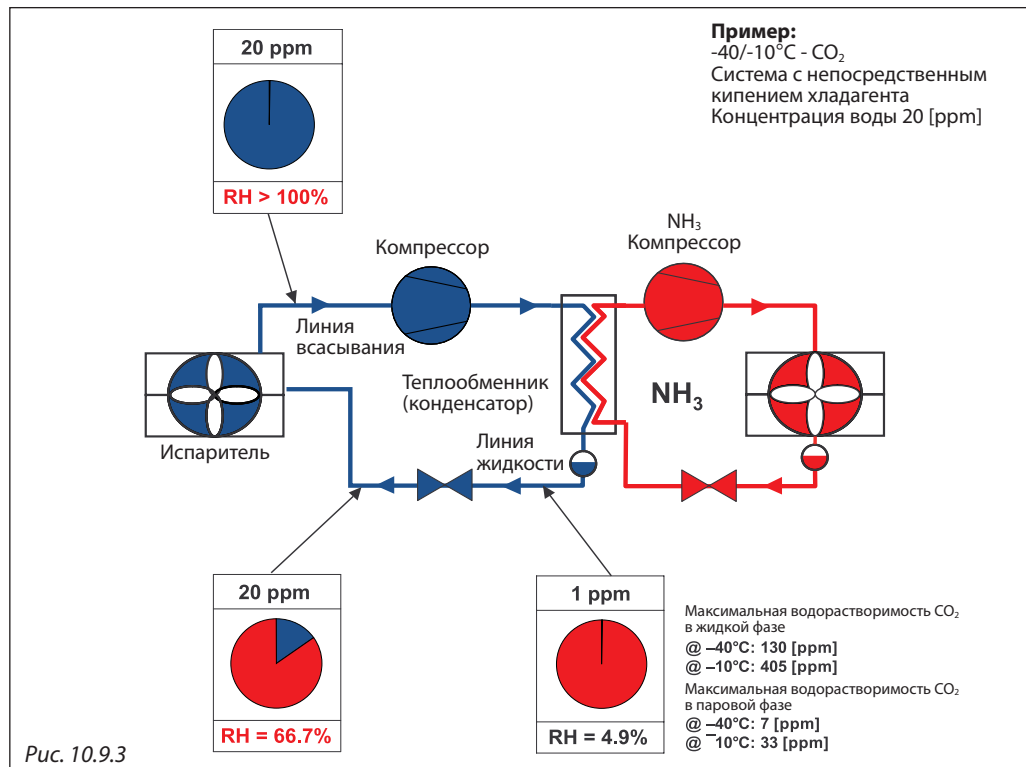 20 ppm
RH > 100%
Пример:
-40/-10°C - CO₂
Система с непосредственным
кипением хладагента
Концентрация воды 20 [ppm]
Компрессор
NH₃
Компрессор
Линия
всасывания
Теплообменник
(конденсатор)
NH₃
Испаритель
Линия
жидкости
20 ppm
RH = 66.7%
1 ppm
RH = 4.9%
Максимальная водорастворимость CO₂
в жидкой фазе
@ –40°C: 130 [ppm]
@ –10°C: 405 [ppm]
Максимальная водорастворимость CO₂
в паровой фазе
@ –40°C: 7 [ppm]
@ –10°C: 33 [ppm]
Рис. 10.9.3